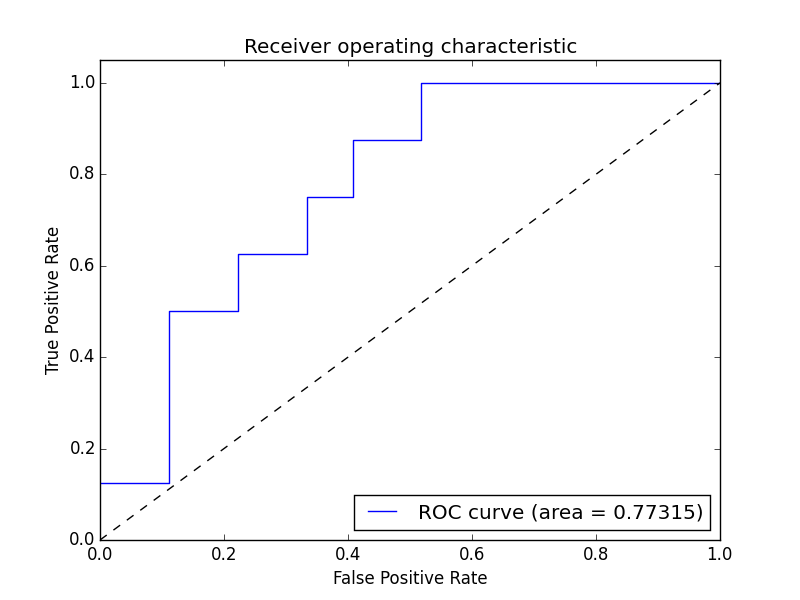 Receiver operating characteristic
1.0
0.8
0.6
0.4
0.2
0.0
True Positive Rate
ROC curve (area = 0.77315)
0.0 0.2 0.4 0.6 0.8 1.0
False Positive Rate